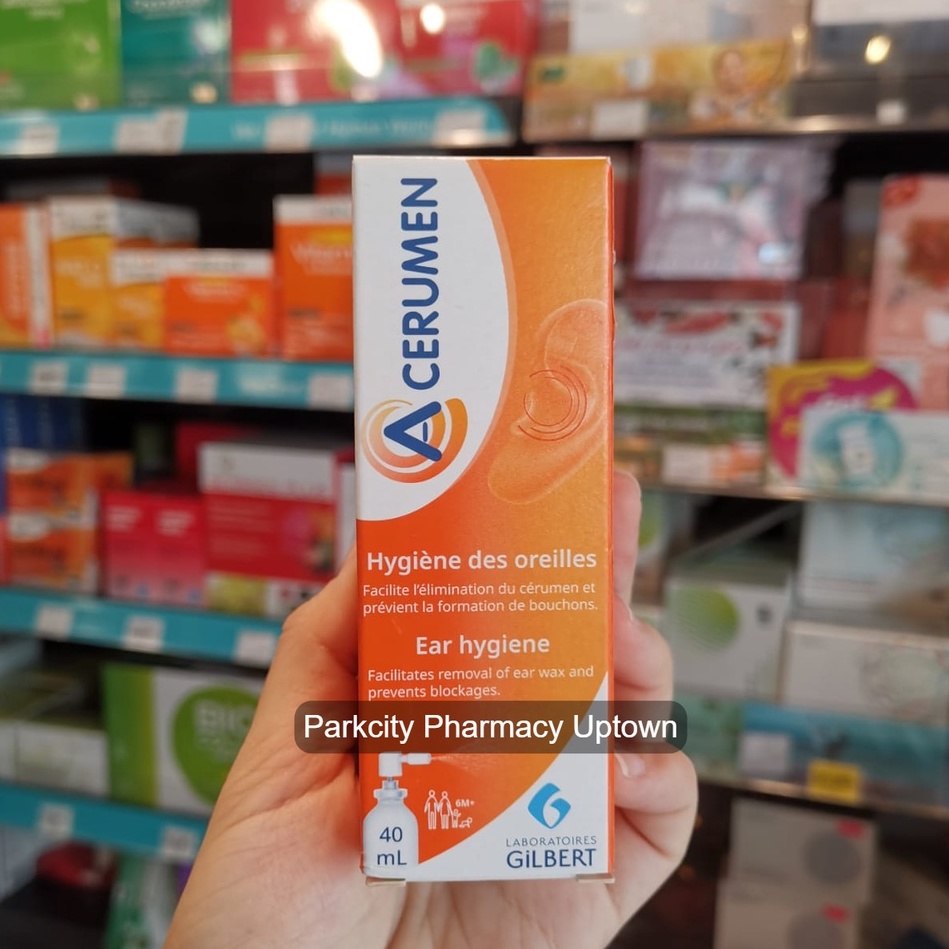 A CERUMEN
Hygiène des oreilles
Facilite l'élimination du cérumen et
prévient la formation de bouchons.
Ear hygiene
Facilitates removal of ear wax and
prevents blockages.
Parkcity Pharmacy Uptown
6M+
40
mL
LABORATOIRES
GiLBERT